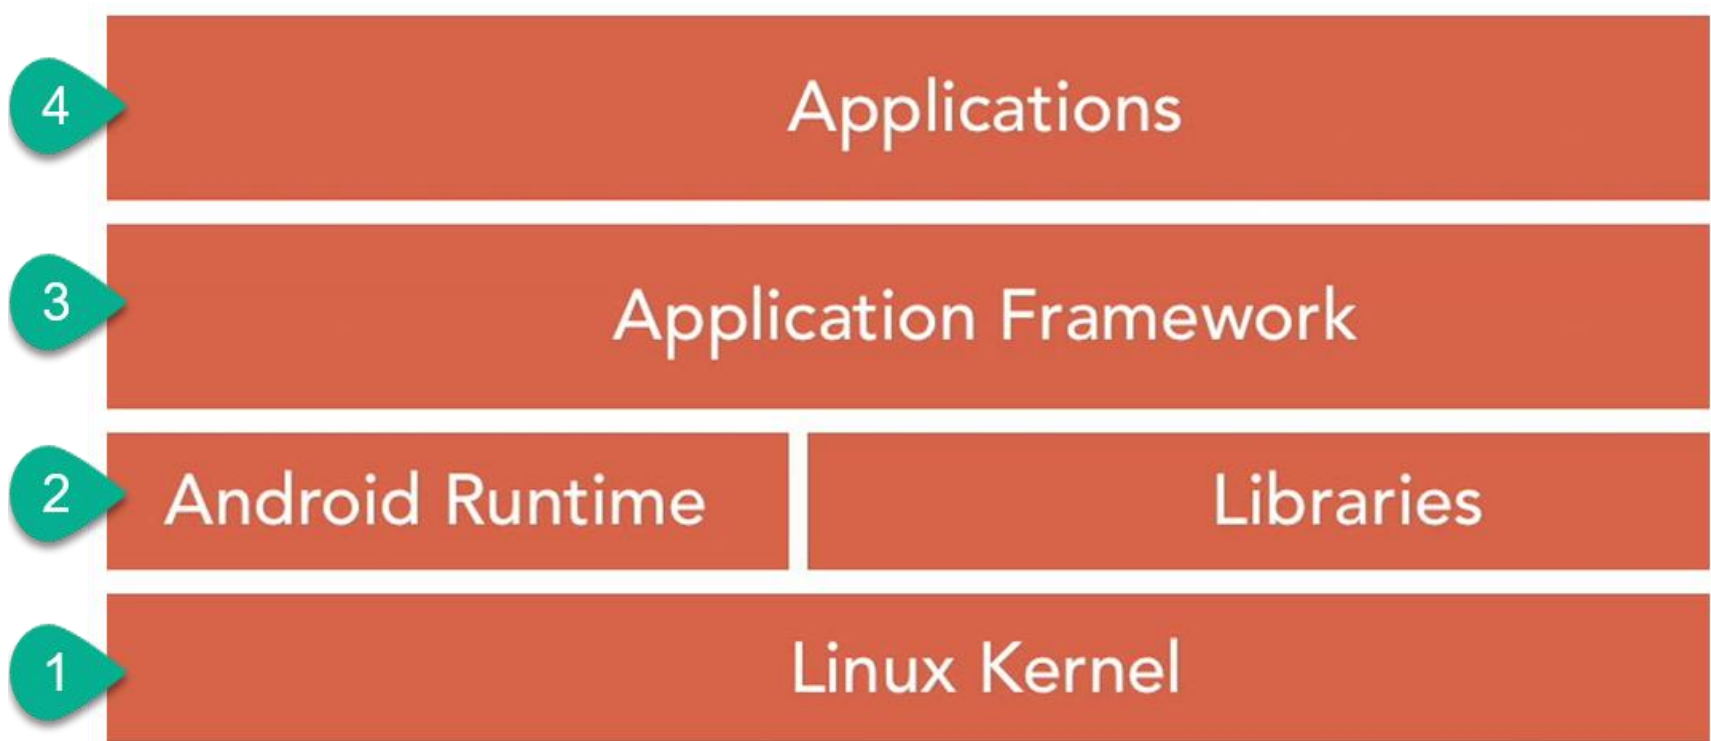 4
Applications
3
Application Framework
2
Android Runtime
Libraries
1
Linux Kernel